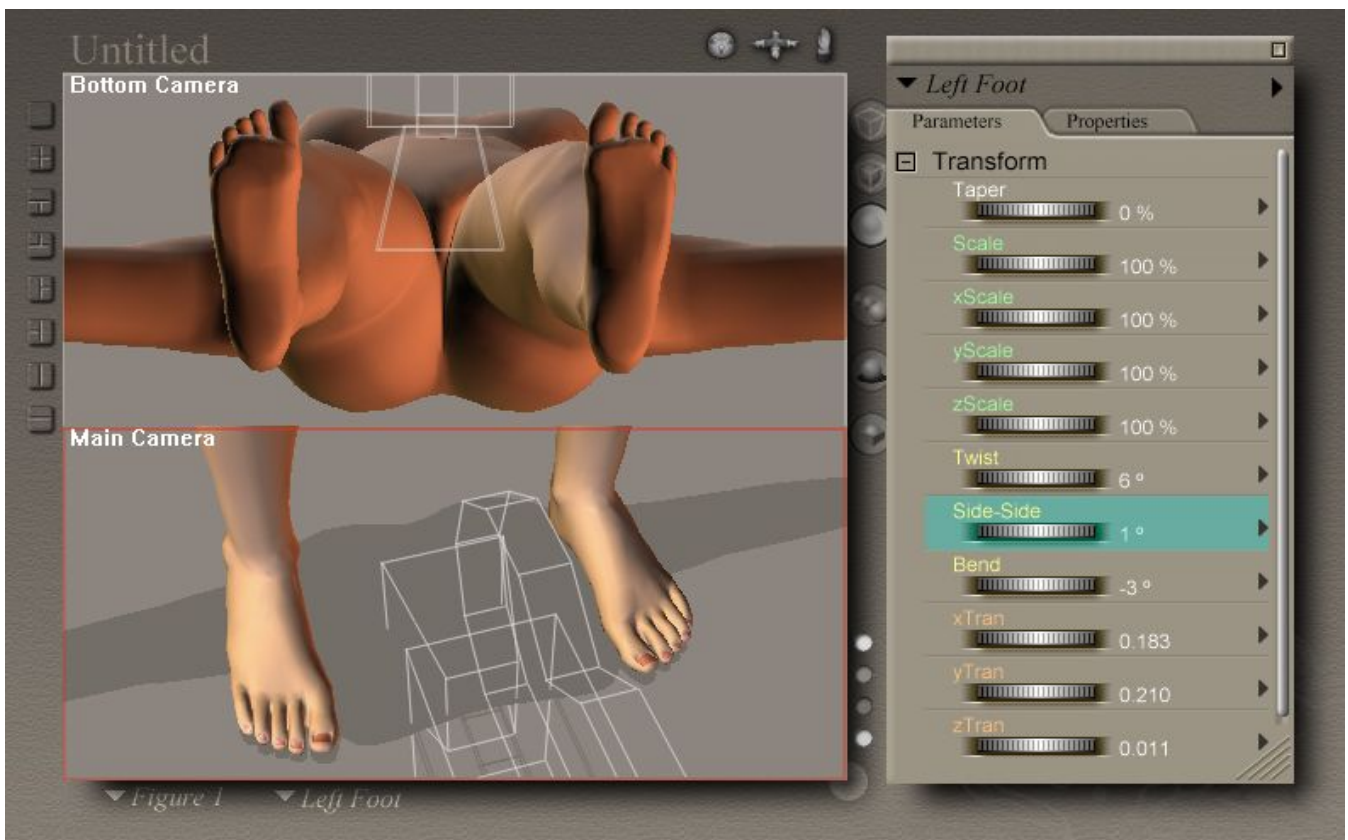 Untitled
Bottom Camera
Left Foot
Parameters Properties
Transform
Taper
0 %
Scale
100 %
xScale
100 %
yScale
100 %
zScale
100 %
Twist
6 °
Side-Side
1 °
Bend
-3 °
xTran
0.183
yTran
0.210
zTran
0.011
Main Camera
Figure 1 Left Foot